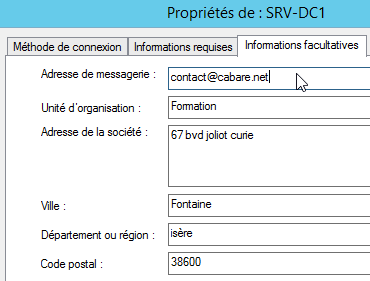 Propriétés de : SRV-DC1
Méthode de connexion Informations requises Informations facultatives
Adresse de messagerie : contact@cabare.net
Unité d'organisation : Formation
Adresse de la société : 67 bvd joliot curie
Ville : Fontaine
Département ou région : isère
Code postal : 38600